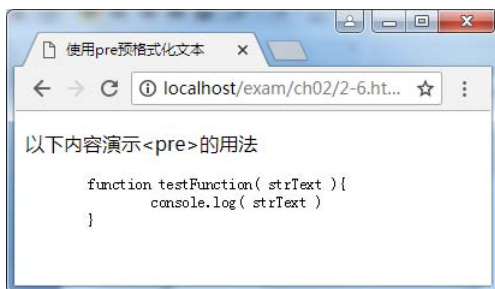 使用pre预格式化文本
localhost/exam/ch02/2-6.ht...
以下内容演示<pre>的用法
function testFunction( strText ){
console.log( strText )
}